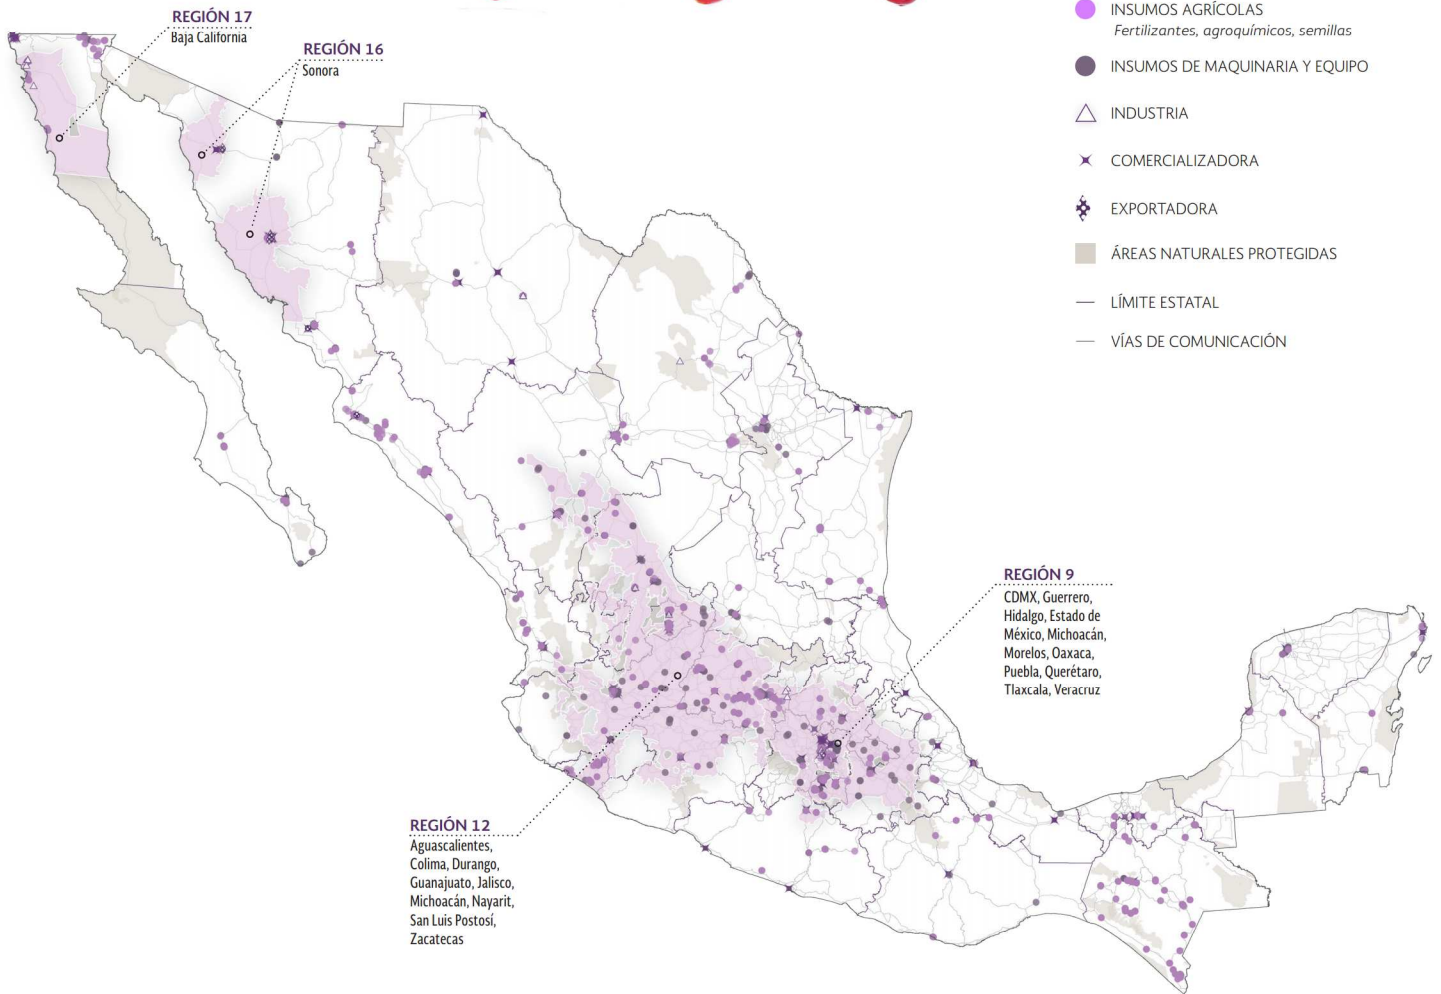 REGIÓN 17
Baja California
REGIÓN 16
Sonora
INSUMOS AGRÍCOLAS
Fertilizantes, agroquímicos, semillas
INSUMOS DE MAQUINARIA Y EQUIPO
INDUSTRIA
COMERCIALIZADORA
EXPORTADORA
ÁREAS NATURALES PROTEGIDAS
LÍMITE ESTATAL
VÍAS DE COMUNICACIÓN
REGIÓN 9
CDMX, Guerrero,
Hidalgo, Estado de
México, Michoacán,
Morelos, Oaxaca,
Puebla, Querétaro,
Tlaxcala, Veracruz
REGIÓN 12
Aguascalientes,
Colima, Durango,
Guanajuato, Jalisco,
Michoacán, Nayarit,
San Luis Postosí,
Zacatecas